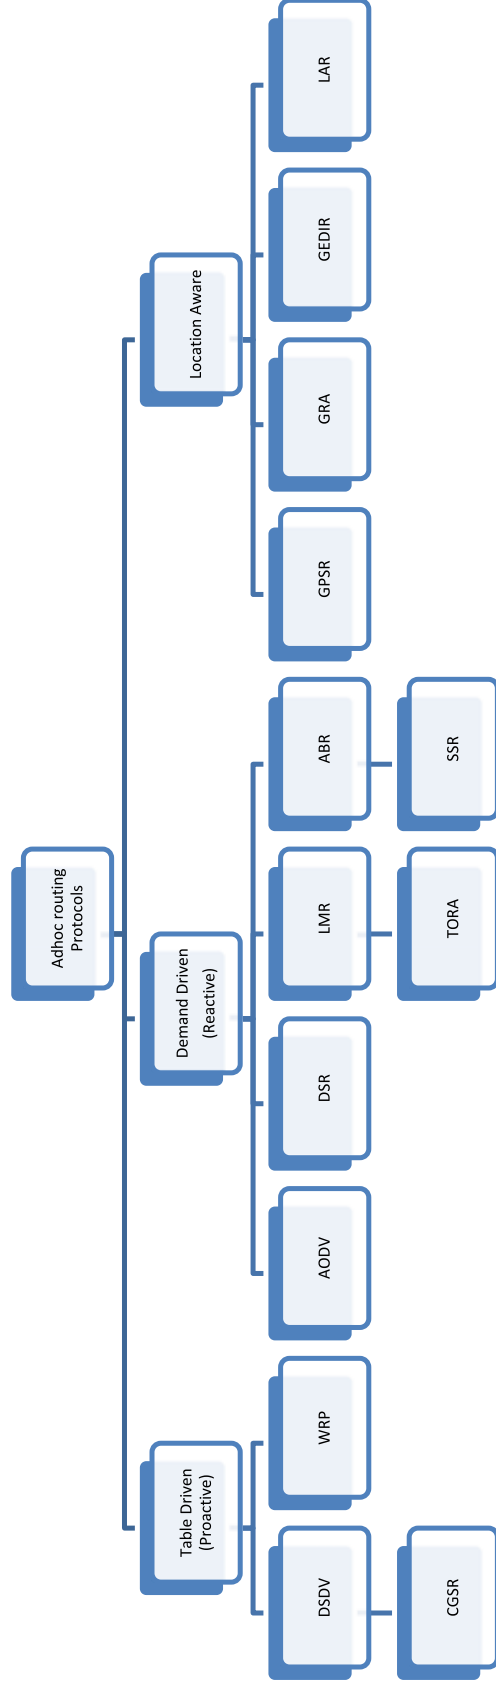 Adhoc routing
Protocols
Table Driven
(Proactive)
Demand Driven
(Reactive)
Location Aware
DSDV
WRP
AODV
DSR
LMR
ABR
GPSR
GRA
GEDIR
LAR
CGSR
TORA
SSR